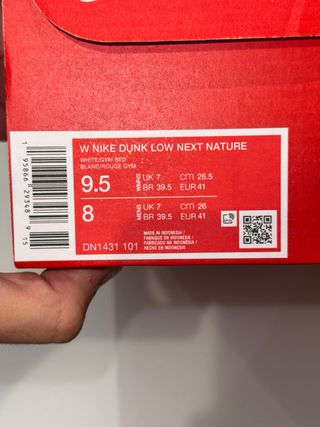 W NIKE DUNK LOW NEXT NATURE
WHITE/GYM RED
BLANC/ROUGE GYM
9.5 WMNS UK 7 cm 26.5
BR 39.5 EUR 41
8 MENS UK 7 cm 26
BR 39.5 EUR 41
DN1431 101
MADE IN INDONESIA /
FABRIQUÉ EN INDONÉSIE /
FABRICADO NA INDONÉSIA /
HECHO EN INDONESIA
1 95866 29348 9 15